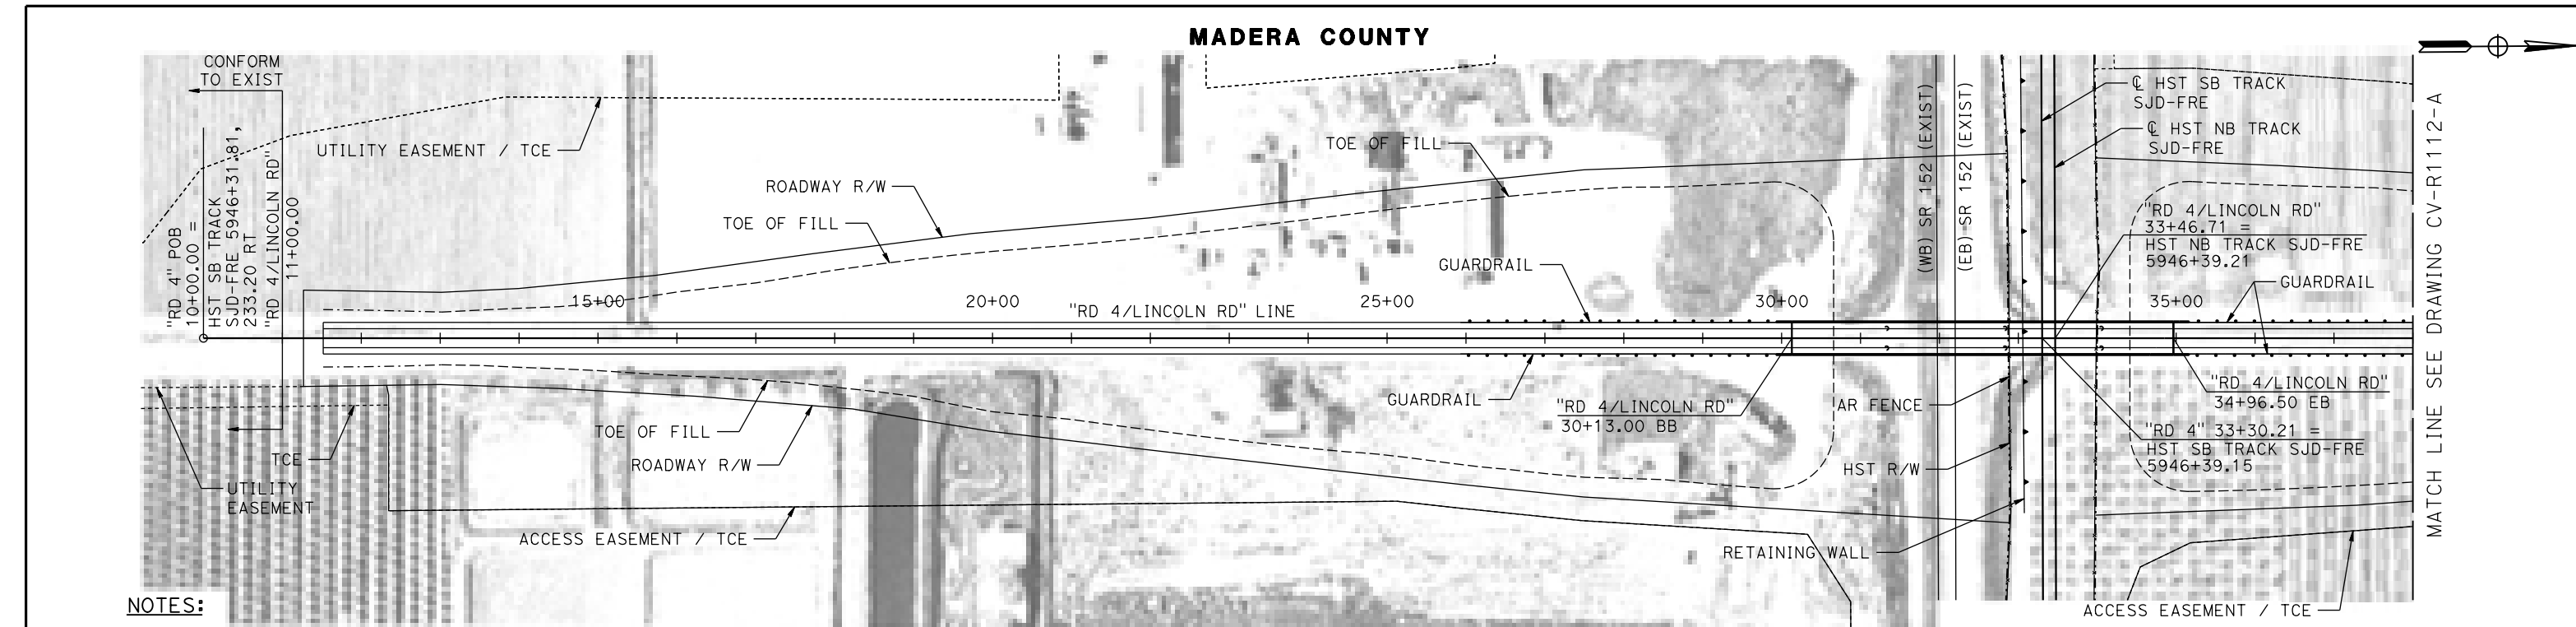 MADERA COUNTY
CONFORM
TO EXIST
"RD 4" POB
10+00.00 =
HST SB TRACK
SJD-FRE 5946+31.81,
233.20 RT
"RD 4/LINCOLN RD"
11+00.00
UTILITY EASEMENT / TCE
ROADWAY R/W
TOE OF FILL
TOE OF FILL
GUARDRAIL
15+00
20+00
"RD 4/LINCOLN RD" LINE
25+00
30+00
35+00
(WB) SR 152 (EXIST)
(EB) SR 152 (EXIST)
℄ HST SB TRACK
SJD-FRE
℄ HST NB TRACK
SJD-FRE
"RD 4/LINCOLN RD"
33+46.71 =
HST NB TRACK SJD-FRE
5946+39.21
GUARDRAIL
MATCH LINE SEE DRAWING CV-R1112-A
TCE
UTILITY
EASEMENT
TOE OF FILL
ROADWAY R/W
ACCESS EASEMENT / TCE
GUARDRAIL
"RD 4/LINCOLN RD"
30+13.00 BB
AR FENCE
HST R/W
RETAINING WALL
"RD 4/LINCOLN RD"
34+96.50 EB
"RD 4" 33+30.21 =
HST SB TRACK SJD-FRE
5946+39.15
ACCESS EASEMENT / TCE
NOTES: